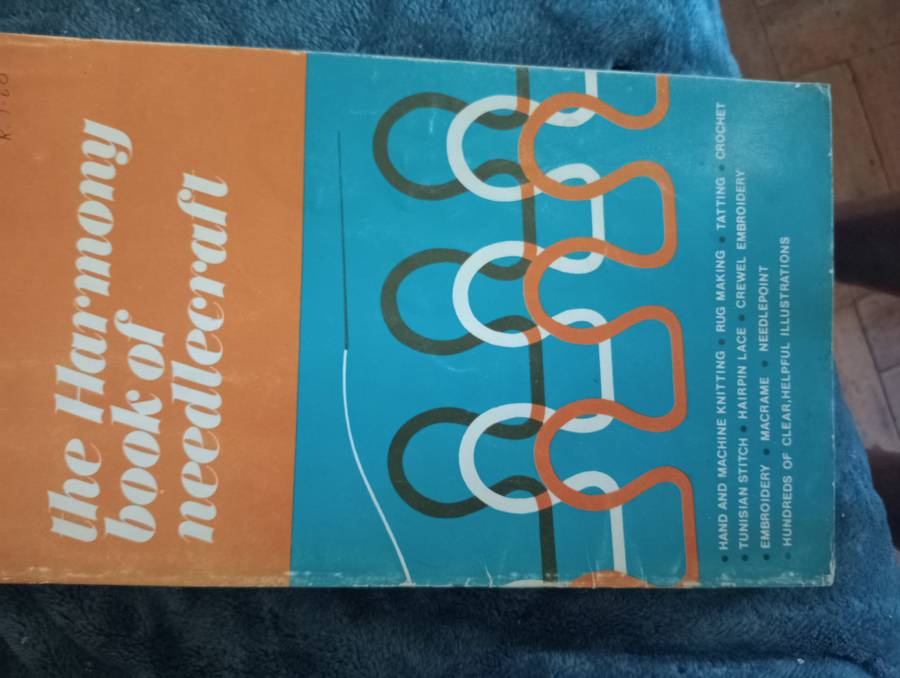 the Harmony
book of
needlecraft
• HAND AND MACHINE KNITTING • RUG MAKING • TATTING • CROCHET
• TUNISIAN STITCH • HAIRPIN LACE • CREWEL EMBROIDERY
• EMBROIDERY • MACRAME • NEEDLEPOINT
• HUNDREDS OF CLEAR, HELPFUL ILLUSTRATIONS